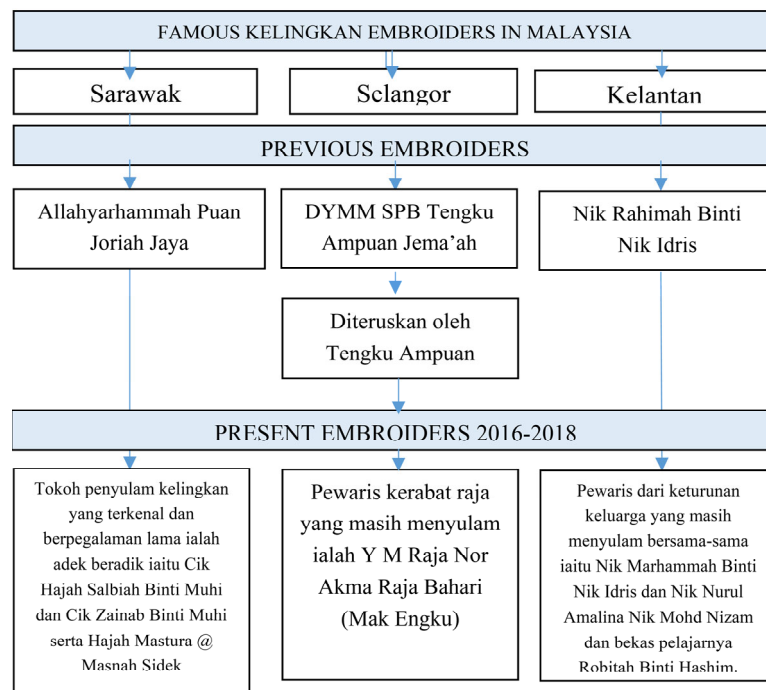 FAMOUS KELINGKAN EMBROIDERS IN MALAYSIA
Sarawak
Selangor
Kelantan
PREVIOUS EMBROIDERS
Allahyarhammah Puan
Joriah Jaya
DYMM SPB Tengku
Ampuan Jema'ah
Nik Rahimah Binti
Nik Idris
Diteruskan oleh
Tengku Ampuan
PRESENT EMBROIDERS 2016-2018
Tokoh penyulam kelingkan
yang terkenal dan
berpegalaman lama ialah
adek beradik iaitu Cik
Hajah Salbiah Binti Muhi
dan Cik Zainab Binti Muhi
serta Hajah Mastura @
Masnah Sidek
Pewaris kerabat raja
yang masih menyulam
ialah Y M Raja Nor
Akma Raja Bahari
(Mak Engku)
Pewaris dari keturunan
keluarga yang masih
menyulam bersama-sama
iaitu Nik Marhammah Binti
Nik Idris dan Nik Nurul
Amalina Nik Mohd Nizam
dan bekas pelajarnya
Robitah Binti Hashim.